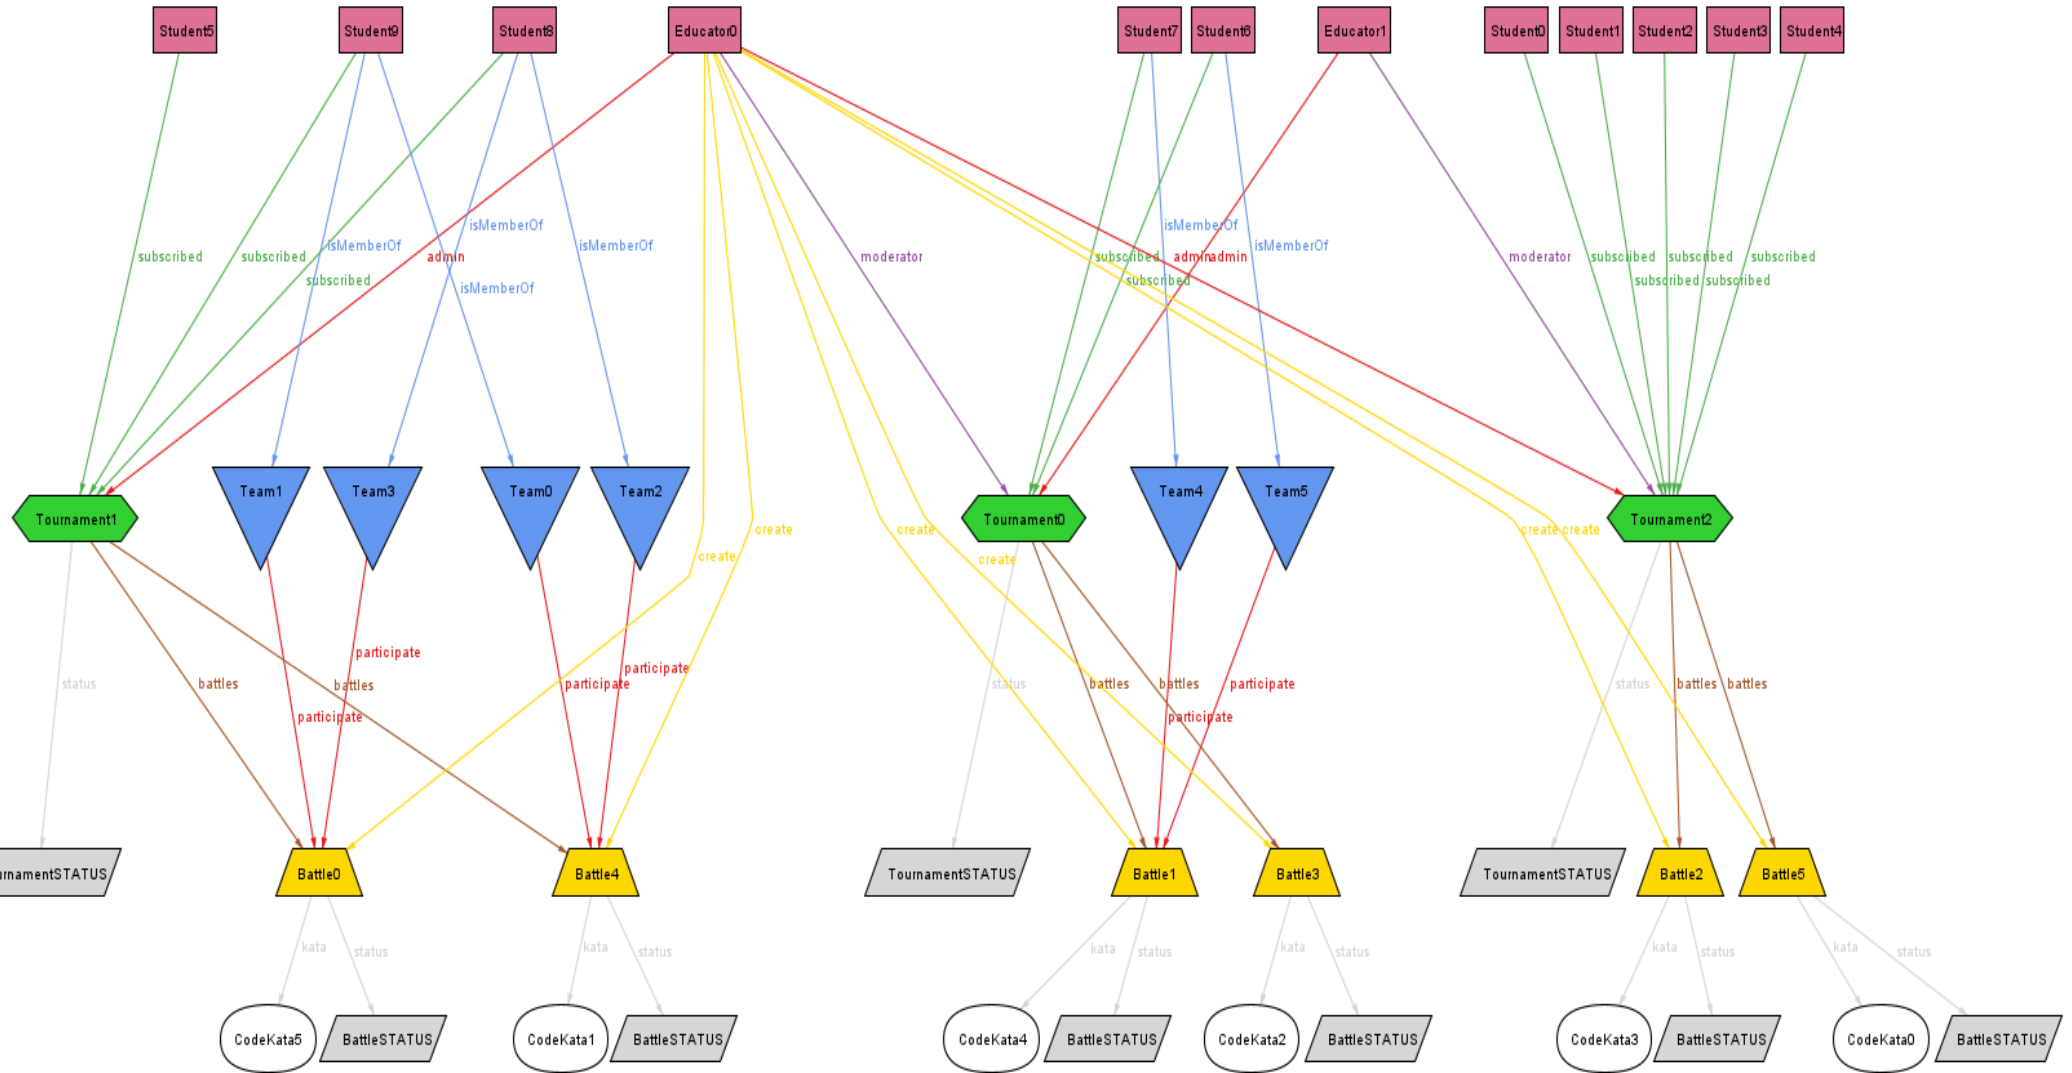 Student5
Student9
Student8
Educator0
Student7
Student6
Educator1
Student0
Student1
Student2
Student3
Student4
isMemberOf
isMemberOf
isMemberOf
isMemberOf
isMemberOf
subscribed
subscribed
admin
moderator
subscribed
admin
admin
moderator
subscribed
subscribed
subscribed
subscribed
isMemberOf
subscribed
subscribed
subscribed
Team1
Team3
Team0
Team2
Team4
Team5
Tournament1
Tournament0
Tournament2
create
create
create
create
create
create
participate
participate
status
battles
battles
participate
status
battles
battles
participate
status
battles
battles
participate
participate
urnamentSTATUS
Battle0
Battle4
TournamentSTATUS
Battle1
Battle3
TournamentSTATUS
Battle2
Battle5
kata
status
kata
status
kata
status
kata
status
kata
status
kata
status
CodeKata5
BattleSTATUS
CodeKata1
BattleSTATUS
CodeKata4
BattleSTATUS
CodeKata2
BattleSTATUS
CodeKata3
BattleSTATUS
CodeKata0
BattleSTATUS